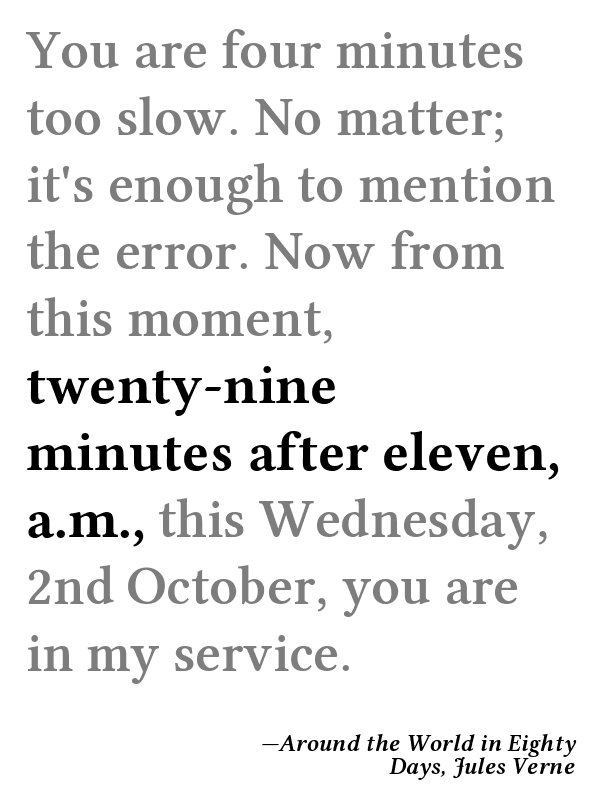 You are four minutes
too slow. No matter;
it's enough to mention
the error. Now from
this moment,
twenty-nine
minutes after eleven,
a.m., this Wednesday,
2nd October, you are
in my service.
—Around the World in Eighty
Days, Jules Verne